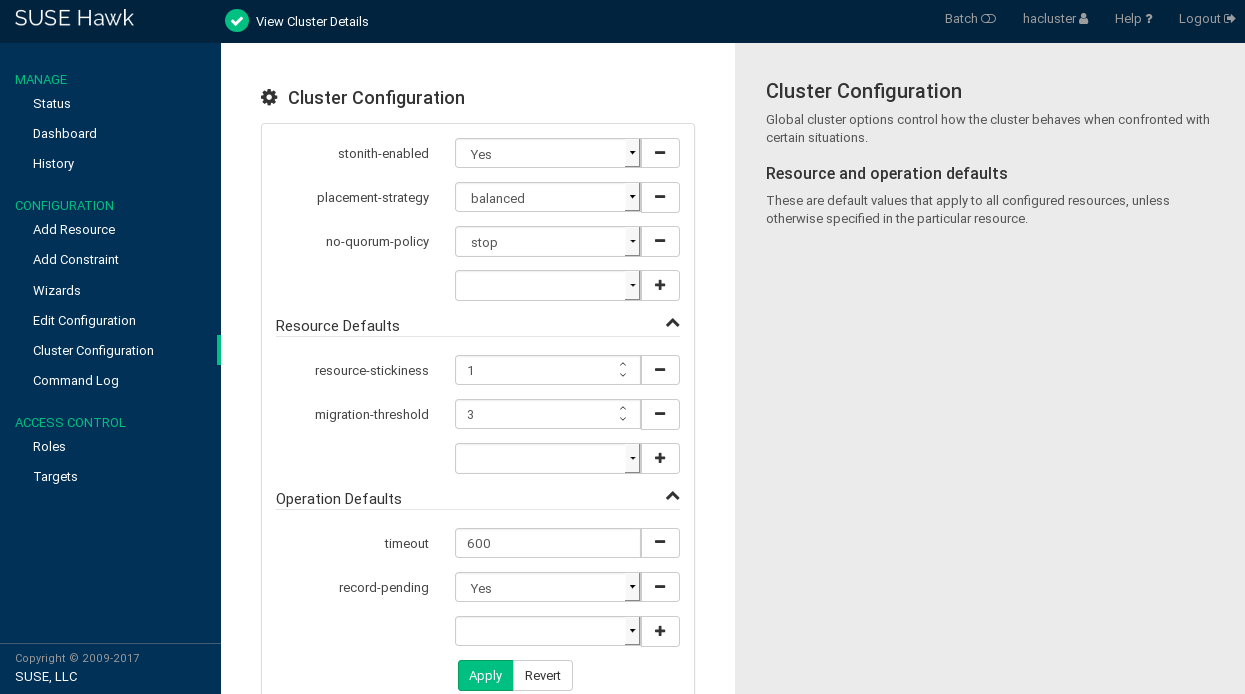 SUSE Hawk
View Cluster Details
Batch
hacluster
Help ?
Logout
MANAGE
Status
Dashboard
History
CONFIGURATION
Add Resource
Add Constraint
Wizards
Edit Configuration
Cluster Configuration
Command Log
ACCESS CONTROL
Roles
Targets
Copyright © 2009-2017
SUSE, LLC
Cluster Configuration
stonith-enabled Yes
placement-strategy balanced
no-quorum-policy stop
Resource Defaults
resource-stickiness 1
migration-threshold 3
Operation Defaults
timeout 600
record-pending Yes
Apply Revert
Cluster Configuration
Global cluster options control how the cluster behaves when confronted with
certain situations.
Resource and operation defaults
These are default values that apply to all configured resources, unless
otherwise specified in the particular resource.